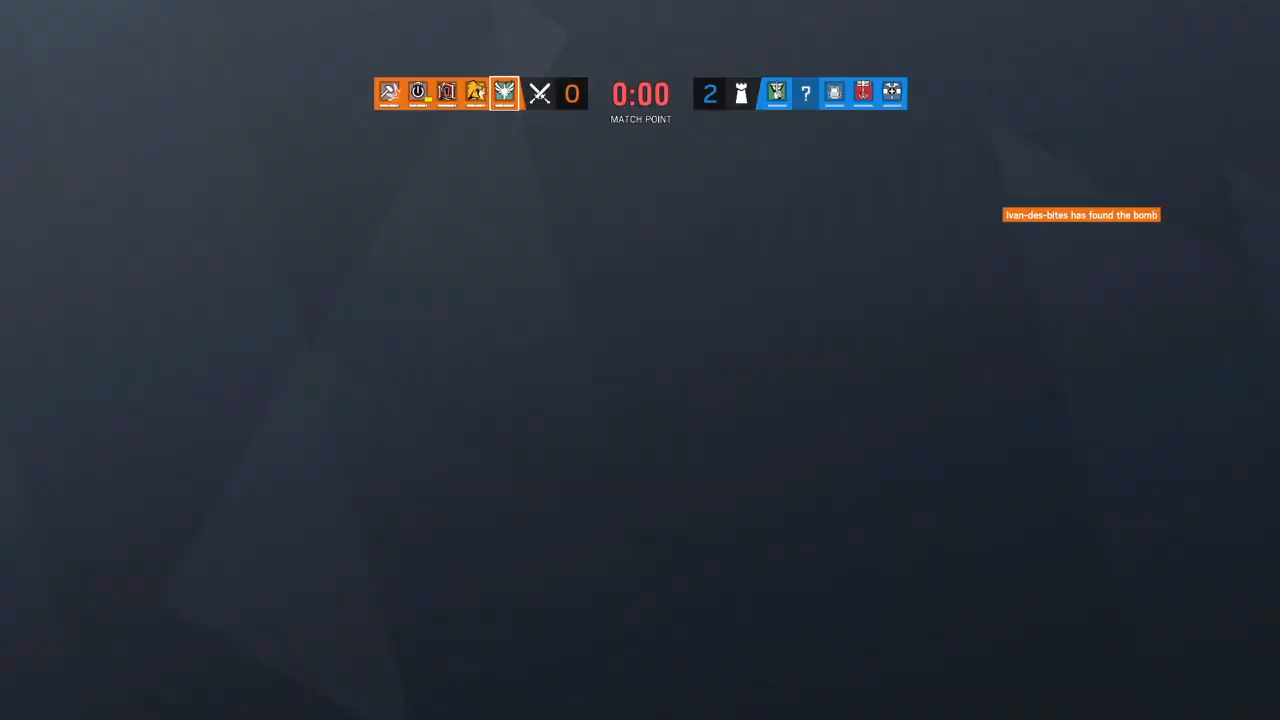 0 0:00 2 ?
MATCH POINT
Ivan-des-bites has found the bomb